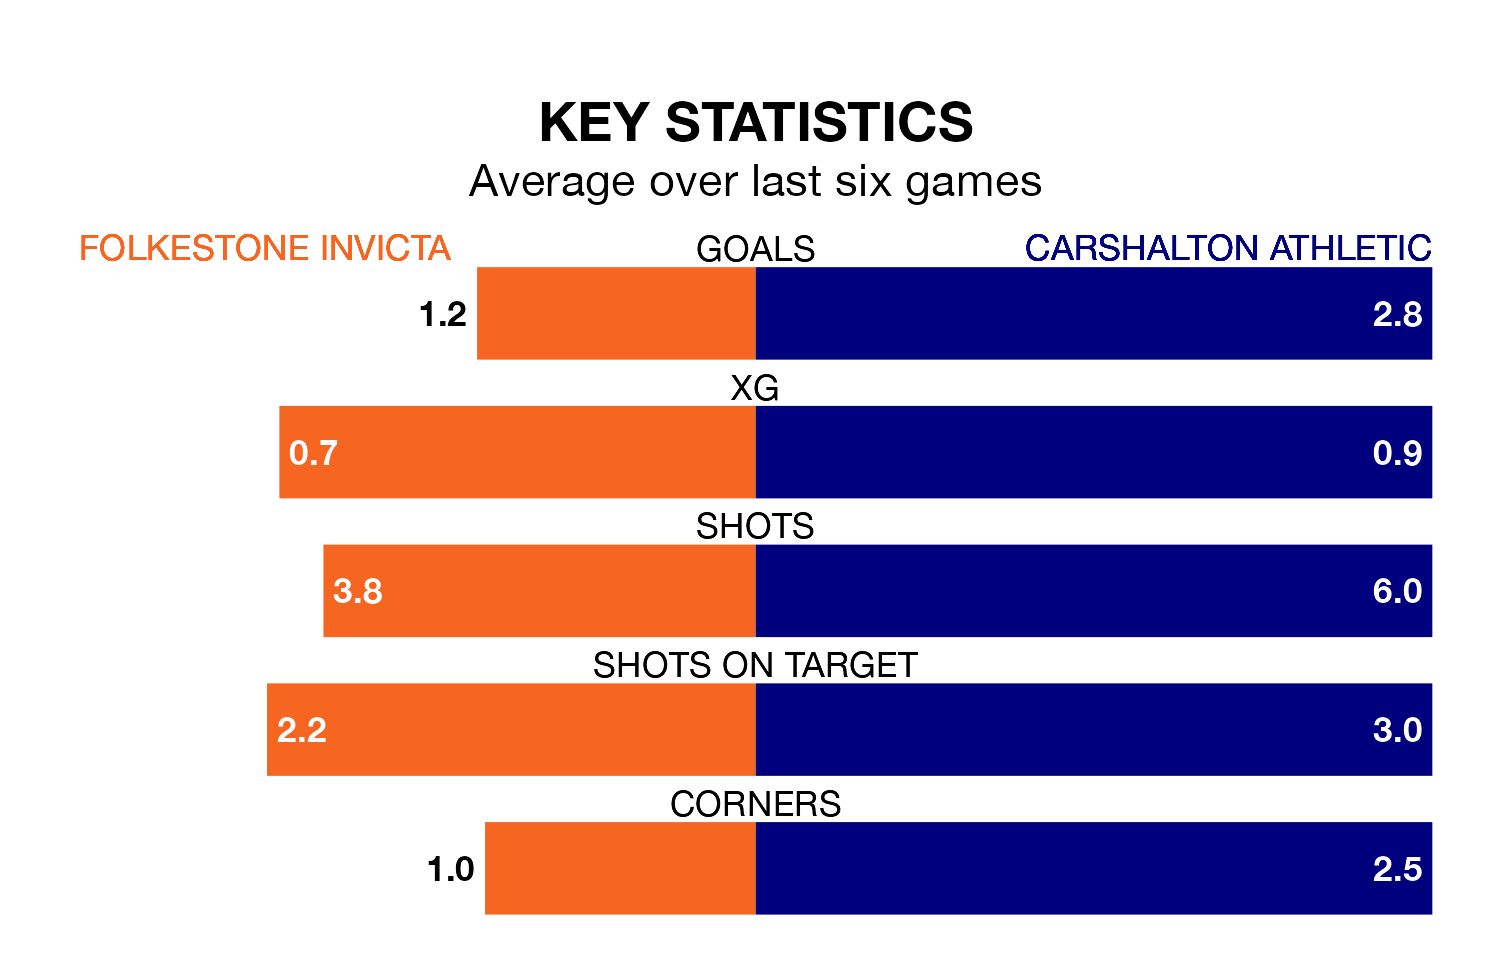 KEY STATISTICS
Average over last six games
FOLKESTONE INVICTA GOALS CARSHALTON ATHLETIC
1.2 2.8
XG
0.7 0.9
SHOTS
3.8 6.0
SHOTS ON TARGET
2.2 3.0
CORNERS
1.0 2.5